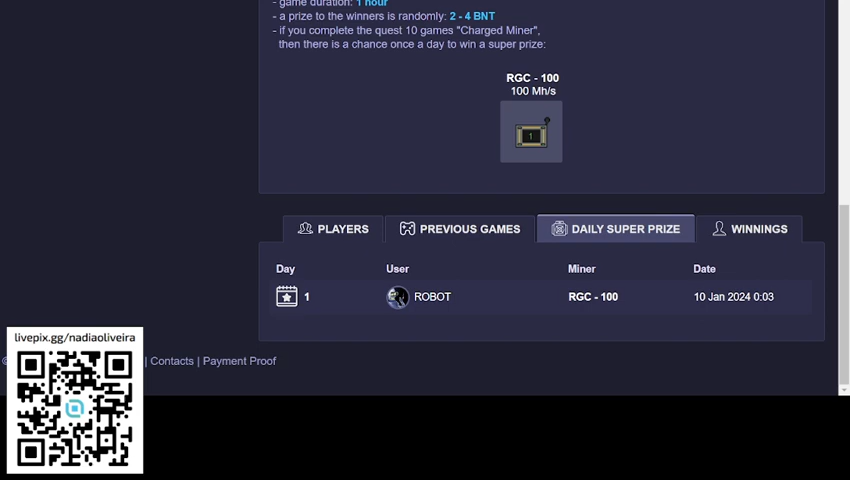 - game duration: 1 hour
- a prize to the winners is randomly: 2 - 4 BNT
- if you complete the quest 10 games "Charged Miner",
then there is a chance once a day to win a super prize:
RGC - 100
100 Mh/s
1
PLAYERS PREVIOUS GAMES DAILY SUPER PRIZE WINNINGS
Day User Miner Date
1 ROBOT RGC - 100 10 Jan 2024 0:03
livepix.gg/nadiaoliveira
© | Contacts | Payment Proof